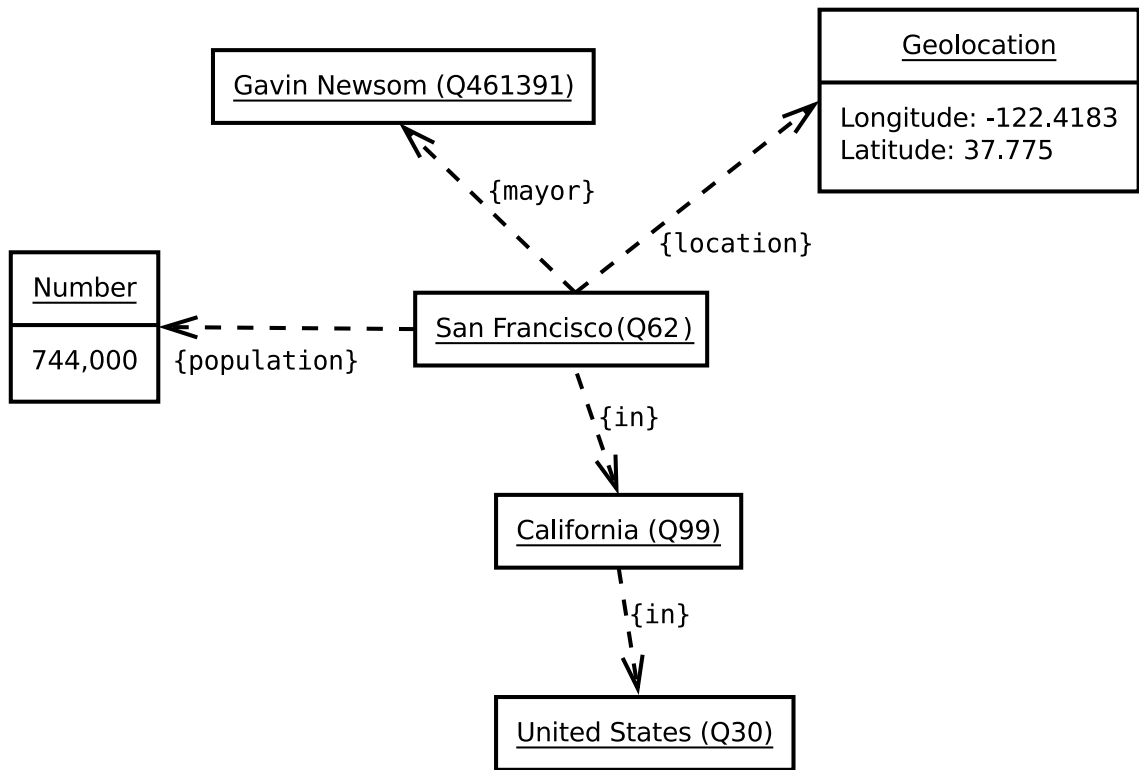 Geolocation
Gavin Newsom (Q461391)
Longitude: -122.4183
Latitude: 37.775
{mayor}
{location}
Number
San Francisco (Q62)
744,000
{population}
{in}
California (Q99)
{in}
United States (Q30)